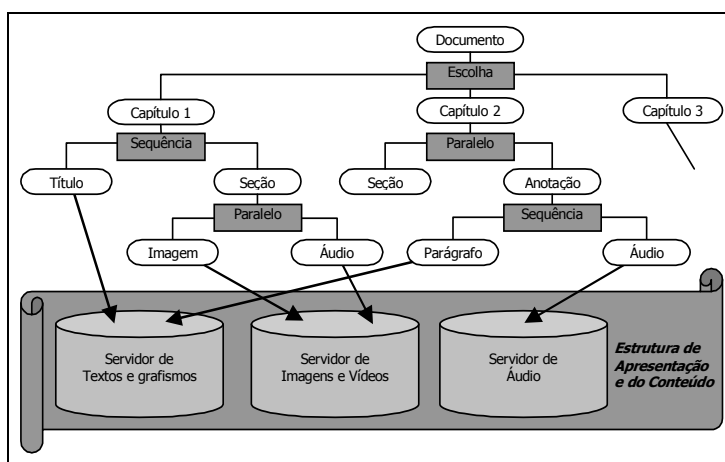 Documento
Escolha
Capítulo 1
Capítulo 2
Capítulo 3
Sequência
Paralelo
Título
Seção
Seção
Anotação
Paralelo
Sequência
Imagem
Áudio
Parágrafo
Áudio
Servidor de
Textos e grafismos
Servidor de
Imagens e Vídeos
Servidor de
Áudio
Estrutura de
Apresentação
e do Conteúdo